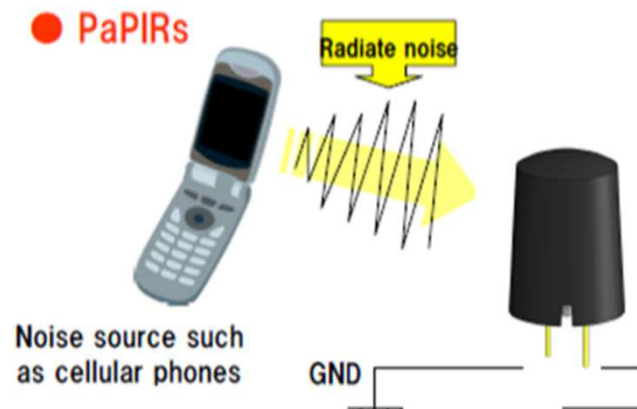 ● PaPIRs
Radiate noise
Noise source such
as cellular phones
GND